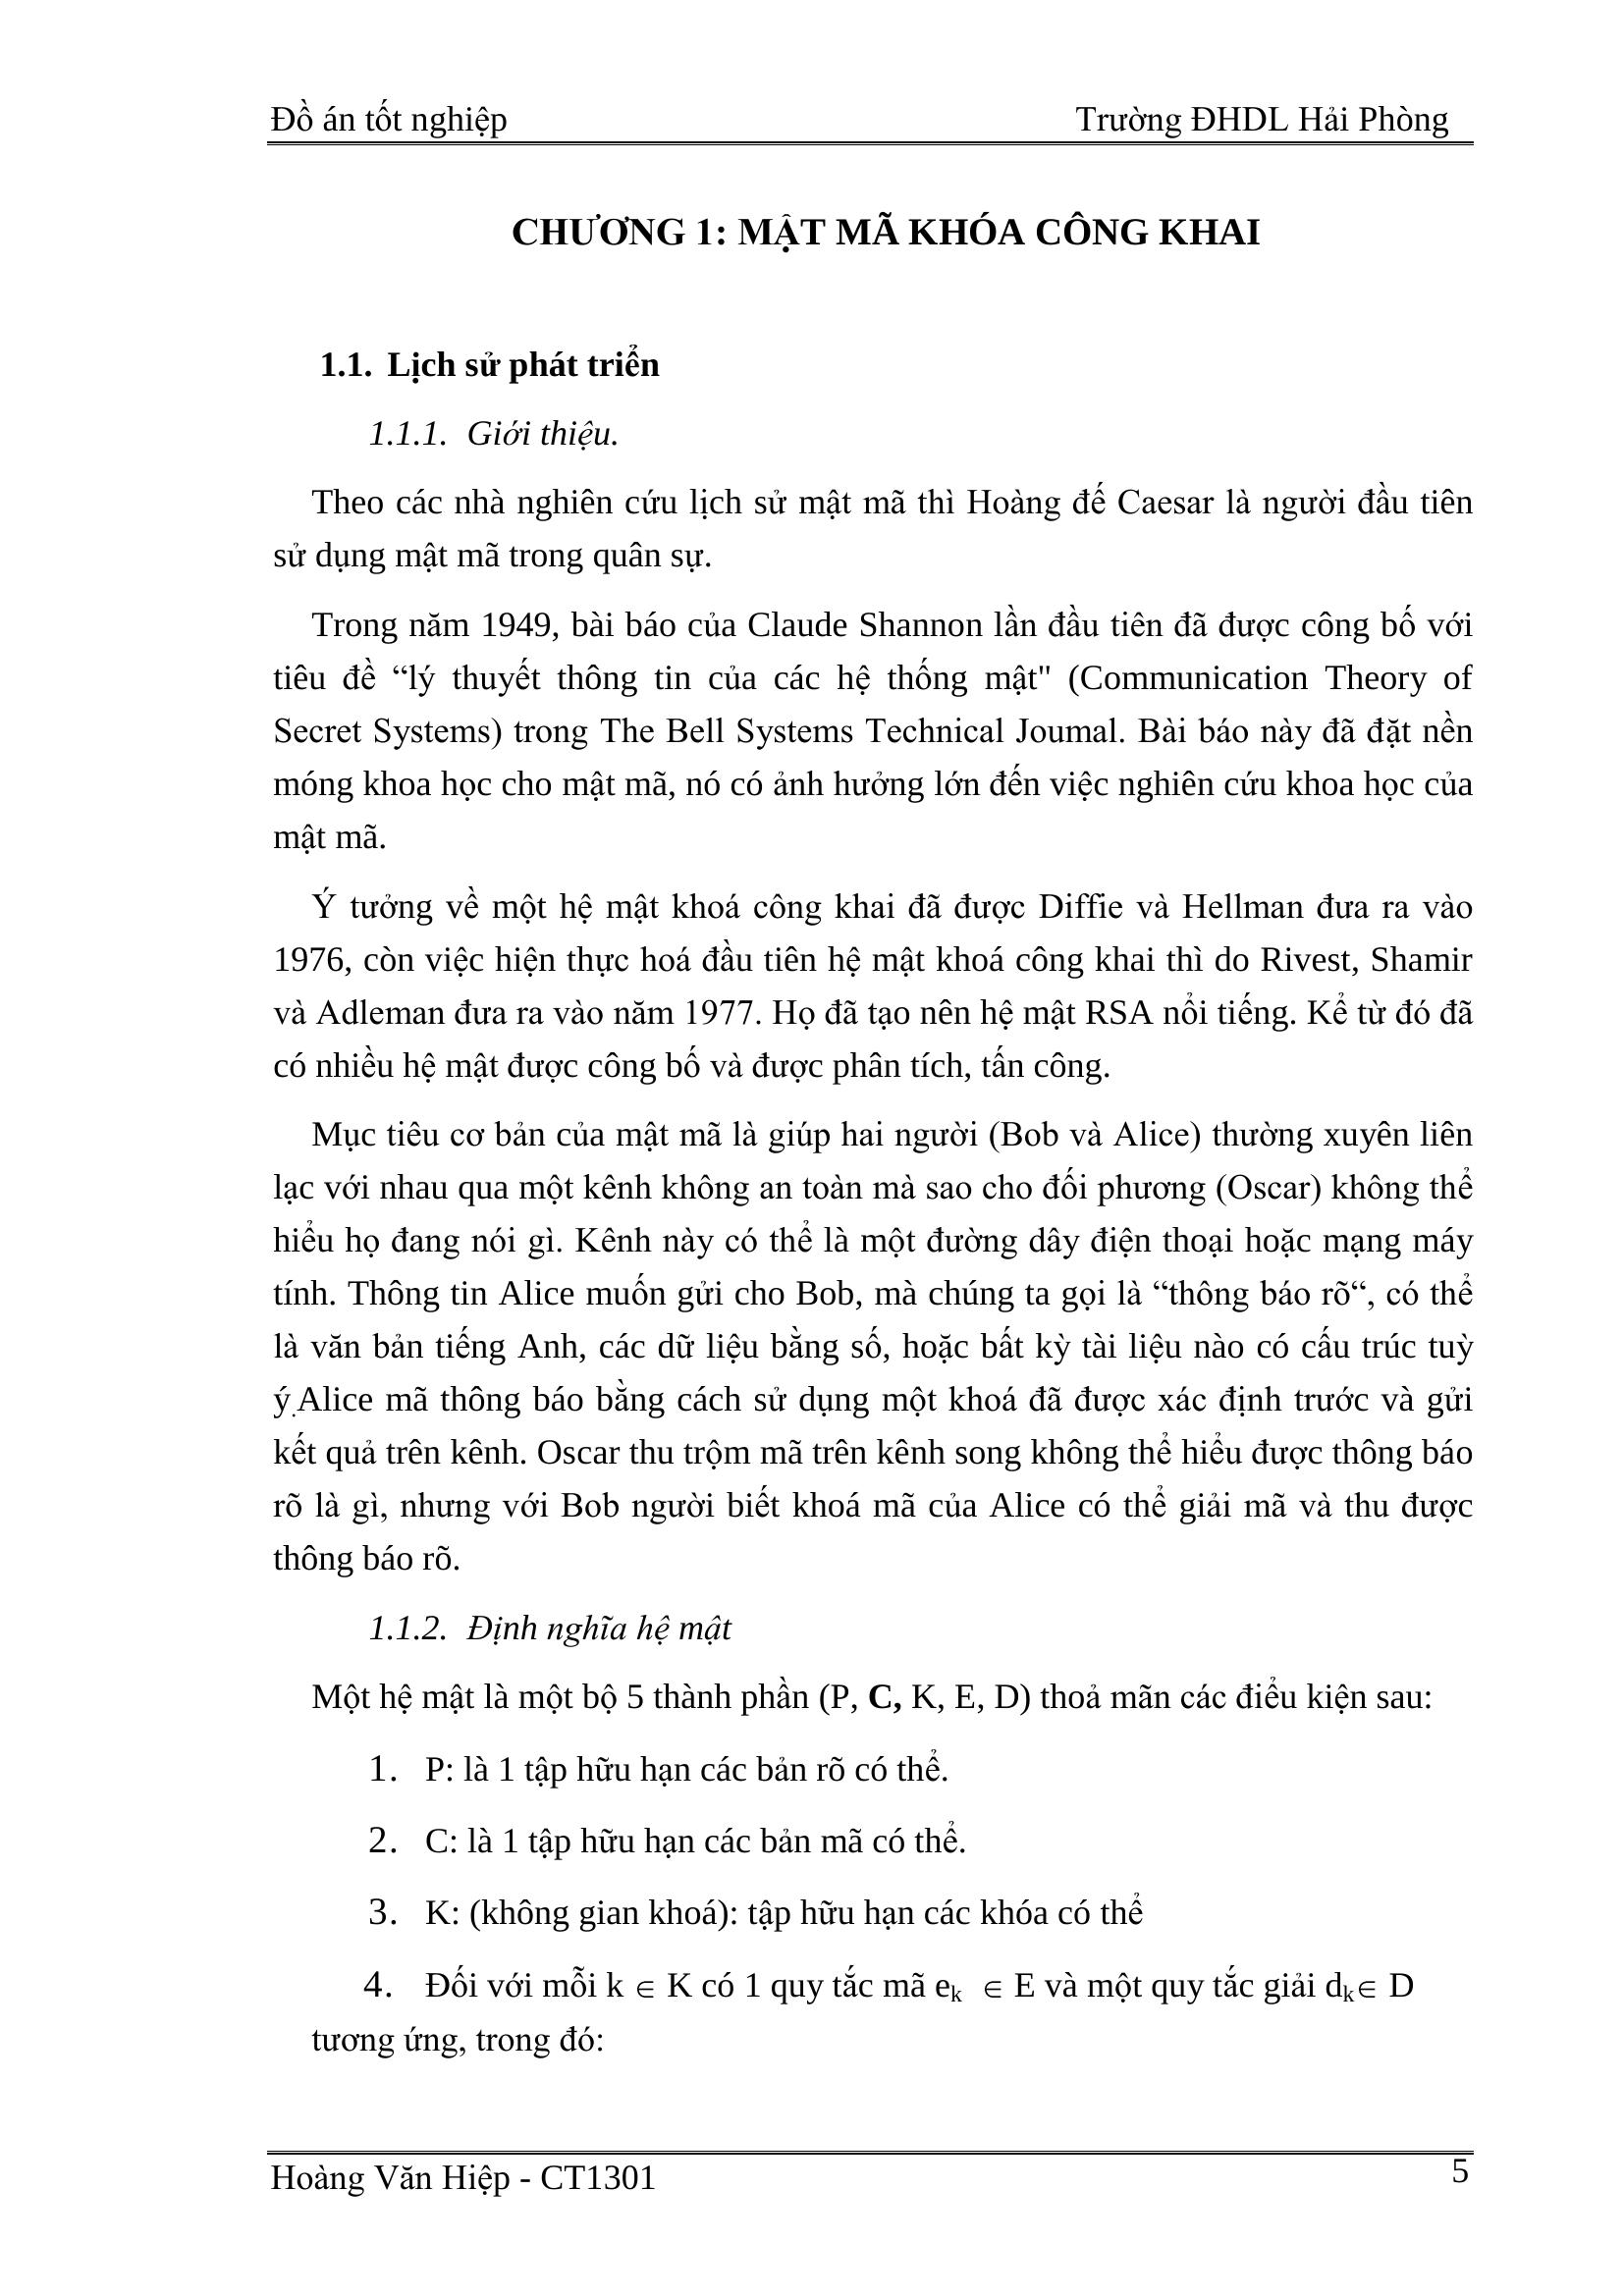 Đồ án tốt nghiệp Trường ĐHDL Hải Phòng
CHƯƠNG 1: MẬT MÃ KHÓA CÔNG KHAI
1.1. Lịch sử phát triển
1.1.1. Giới thiệu.
Theo các nhà nghiên cứu lịch sử mật mã thì Hoàng đế Caesar là người đầu tiên
sử dụng mật mã trong quân sự.
Trong năm 1949, bài báo của Claude Shannon lần đầu tiên đã được công bố với
tiêu đề “lý thuyết thông tin của các hệ thống mật" (Communication Theory of
Secret Systems) trong The Bell Systems Technical Joumal. Bài báo này đã đặt nền
móng khoa học cho mật mã, nó có ảnh hưởng lớn đến việc nghiên cứu khoa học của
mật mã.
Ý tưởng về một hệ mật khoá công khai đã được Diffie và Hellman đưa ra vào
1976, còn việc hiện thực hoá đầu tiên hệ mật khoá công khai thì do Rivest, Shamir
và Adleman đưa ra vào năm 1977. Họ đã tạo nên hệ mật RSA nổi tiếng. Kể từ đó đã
có nhiều hệ mật được công bố và được phân tích, tấn công.
Mục tiêu cơ bản của mật mã là giúp hai người (Bob và Alice) thường xuyên liên
lạc với nhau qua một kênh không an toàn mà sao cho đối phương (Oscar) không thể
hiểu họ đang nói gì. Kênh này có thể là một đường dây điện thoại hoặc mạng máy
tính. Thông tin Alice muốn gửi cho Bob, mà chúng ta gọi là “thông báo rõ“, có thể
là văn bản tiếng Anh, các dữ liệu bằng số, hoặc bất kỳ tài liệu nào có cấu trúc tuỳ
ý.Alice mã thông báo bằng cách sử dụng một khoá đã được xác định trước và gửi
kết quả trên kênh. Oscar thu trộm mã trên kênh song không thể hiểu được thông báo
rõ là gì, nhưng với Bob người biết khoá mã của Alice có thể giải mã và thu được
thông báo rõ.
1.1.2. Định nghĩa hệ mật
Một hệ mật là một bộ 5 thành phần (P, C, K, E, D) thoả mãn các điểu kiện sau:
1. P: là 1 tập hữu hạn các bản rõ có thể.
2. C: là 1 tập hữu hạn các bản mã có thể.
3. K: (không gian khoá): tập hữu hạn các khóa có thể
4. Đối với mỗi k ∈ K có 1 quy tắc mã eₖ ∈ E và một quy tắc giải dₖ∈ D
tương ứng, trong đó:
Hoàng Văn Hiệp - CT1301 5